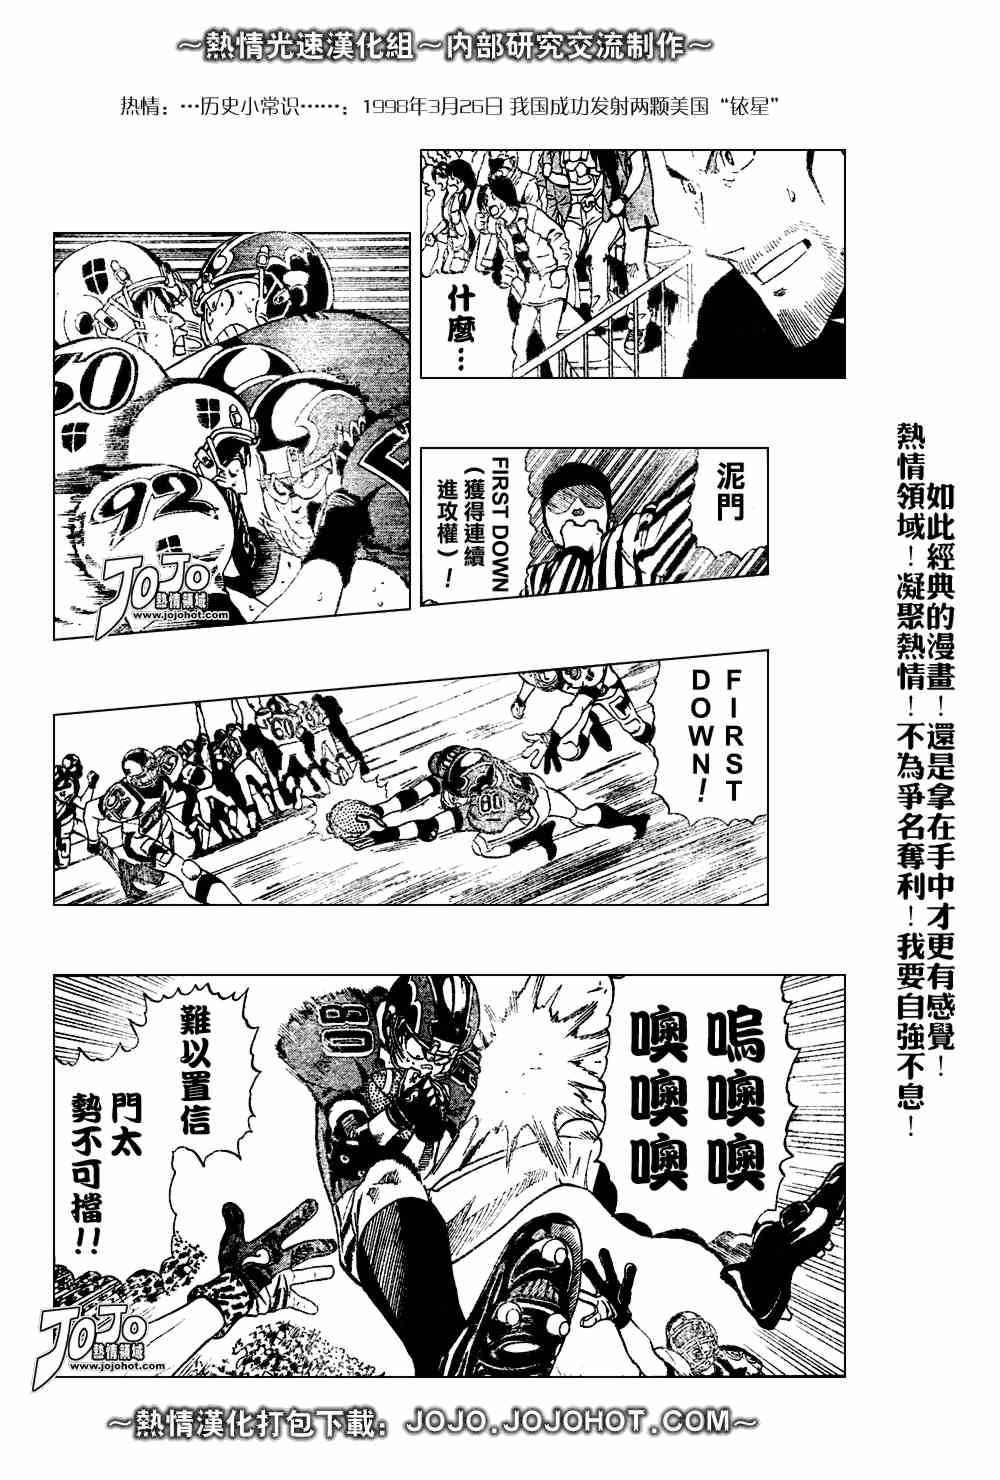 ～熱情光速漢化組～内部研究交流制作～
热情：…历史小常识……；1998年3月26日 我国成功发射两颗美国“铱星”
什麼…
60
92
JOJO
熱情領域
www.jojohot.com
泥門
FIRST DOWN
（獲得連續
進攻權）！
FIRST
DOWN！
60
80
80
嗚噢噢
噢噢噢
難以置信
門太
勢不可擋!!
JOJO
熱情領域
www.jojohot.com
如此經典的漫畫！還是拿在手中才更有感覺！
熱情領域！凝聚熱情！不為爭名奪利！我要自強不息！
～熱情漢化打包下載：JOJO.JOJOHOT.COM～